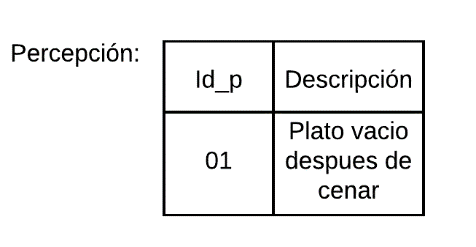 Percepción:
Id_p
Descripción
01
Plato vacio
despues de
cenar